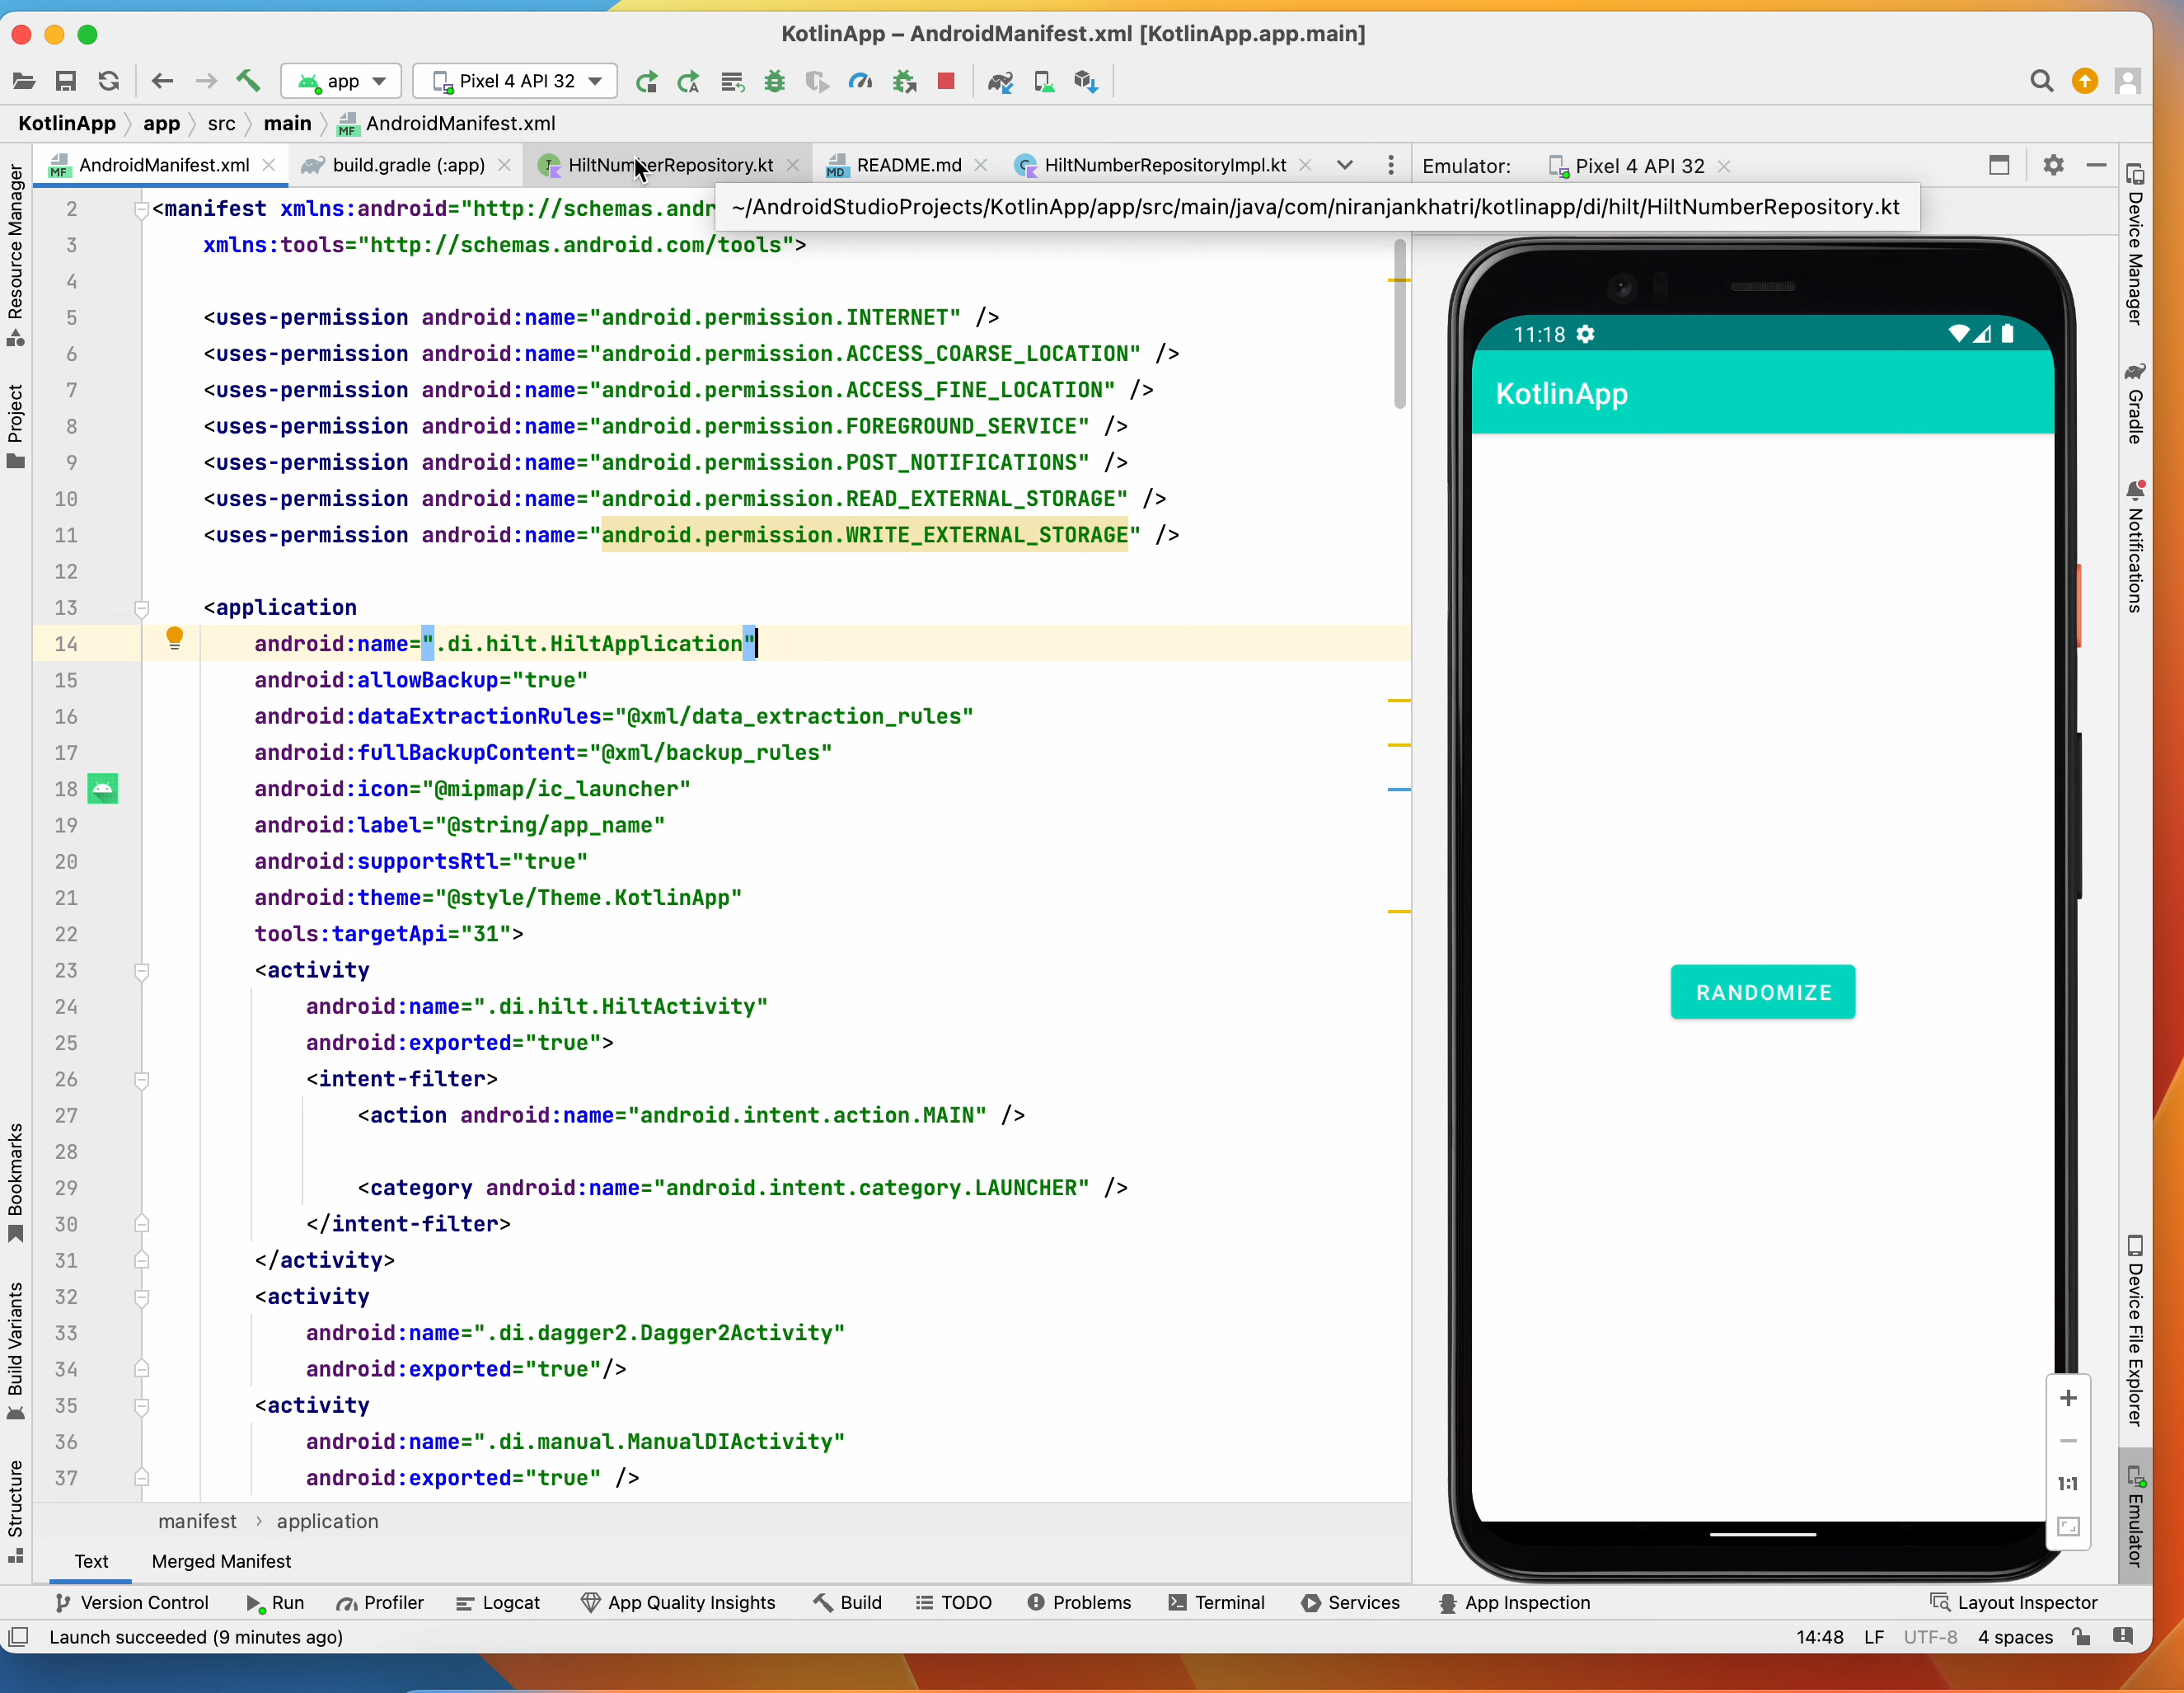 KotlinApp – AndroidManifest.xml [KotlinApp.app.main]
app
Pixel 4 API 32
KotlinApp
app
src
main
MF
AndroidManifest.xml
MF AndroidManifest.xml
build.gradle (:app)
HiltNumberRepository.kt
MD README.md
HiltNumberRepositoryImpl.kt
Emulator:
Pixel 4 API 32
~/AndroidStudioProjects/KotlinApp/app/src/main/java/com/niranjankhatri/kotlinapp/di/hilt/HiltNumberRepository.kt
2 <manifest xmlns:android="http://schemas.andr
3 xmlns:tools="http://schemas.android.com/tools">
4
5 <uses-permission android:name="android.permission.INTERNET" />
6 <uses-permission android:name="android.permission.ACCESS_COARSE_LOCATION" />
7 <uses-permission android:name="android.permission.ACCESS_FINE_LOCATION" />
8 <uses-permission android:name="android.permission.FOREGROUND_SERVICE" />
9 <uses-permission android:name="android.permission.POST_NOTIFICATIONS" />
10 <uses-permission android:name="android.permission.READ_EXTERNAL_STORAGE" />
11 <uses-permission android:name="android.permission.WRITE_EXTERNAL_STORAGE" />
12
13 <application
14 android:name=".di.hilt.HiltApplication"
15 android:allowBackup="true"
16 android:dataExtractionRules="@xml/data_extraction_rules"
17 android:fullBackupContent="@xml/backup_rules"
18 android:icon="@mipmap/ic_launcher"
19 android:label="@string/app_name"
20 android:supportsRtl="true"
21 android:theme="@style/Theme.KotlinApp"
22 tools:targetApi="31">
23 <activity
24 android:name=".di.hilt.HiltActivity"
25 android:exported="true">
26 <intent-filter>
27 <action android:name="android.intent.action.MAIN" />
28
29 <category android:name="android.intent.category.LAUNCHER" />
30 </intent-filter>
31 </activity>
32 <activity
33 android:name=".di.dagger2.Dagger2Activity"
34 android:exported="true"/>
35 <activity
36 android:name=".di.manual.ManualDIActivity"
37 android:exported="true" />
manifest › application
Text
Merged Manifest
Resource Manager
Project
Bookmarks
Build Variants
Structure
11:18
KotlinApp
RANDOMIZE
1:1
Device Manager
Gradle
Notifications
Device File Explorer
Emulator
Version Control
Run
Profiler
Logcat
App Quality Insights
Build
TODO
Problems
Terminal
Services
App Inspection
Layout Inspector
Launch succeeded (9 minutes ago)
14:48
LF
UTF-8
4 spaces